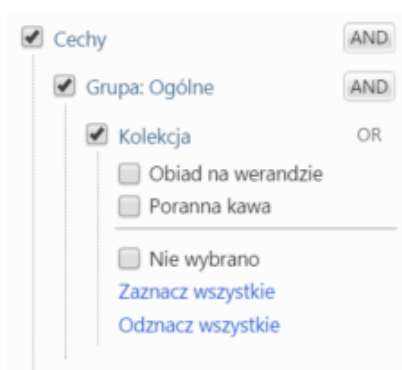 Cechy AND
Grupa: Ogólne AND
Kolekcja OR
Obiad na werandzie
Poranna kawa
Nie wybrano
Zaznacz wszystkie
Odznacz wszystkie